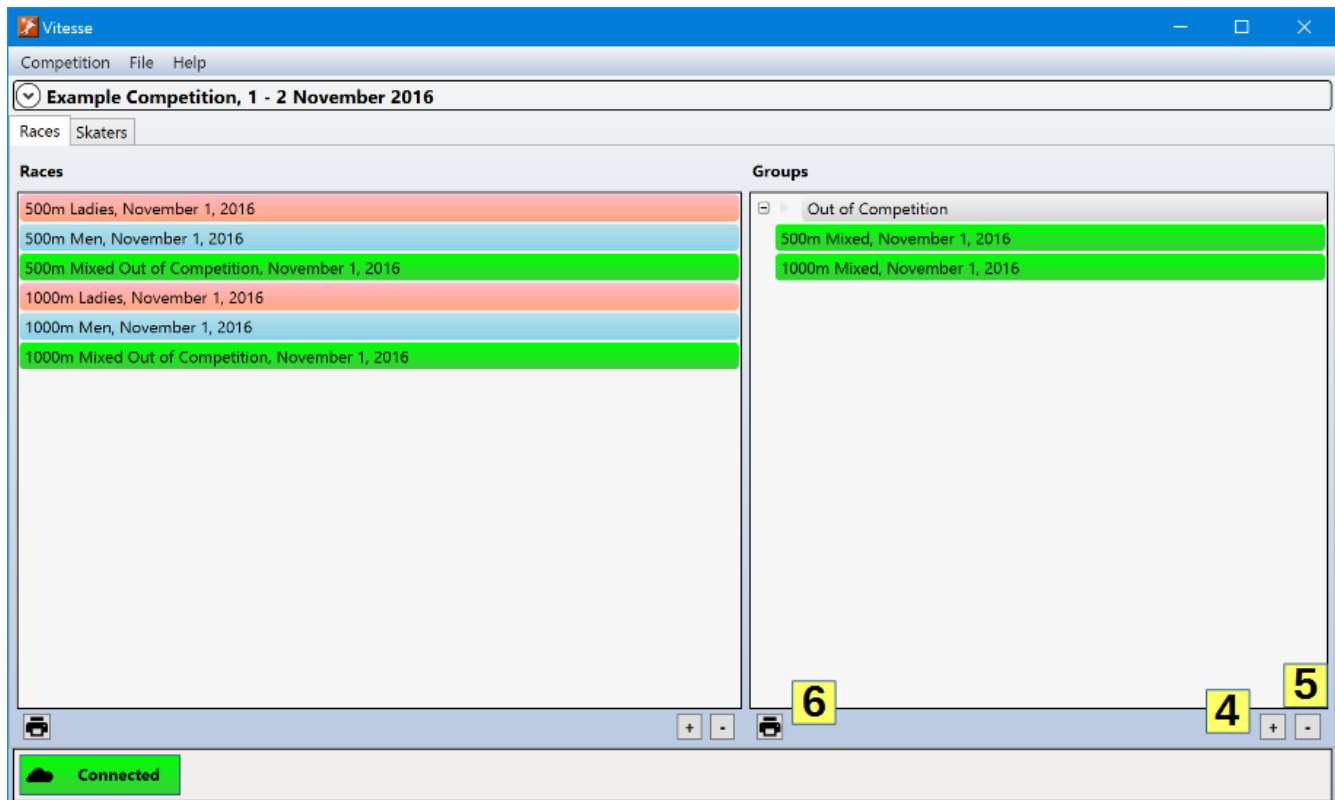 Vitesse
Competition File Help
Example Competition, 1 - 2 November 2016
Races Skaters
Races
500m Ladies, November 1, 2016
500m Men, November 1, 2016
500m Mixed Out of Competition, November 1, 2016
1000m Ladies, November 1, 2016
1000m Men, November 1, 2016
1000m Mixed Out of Competition, November 1, 2016
Groups
Out of Competition
500m Mixed, November 1, 2016
1000m Mixed, November 1, 2016
+ -
6
4
5
+ -
Connected